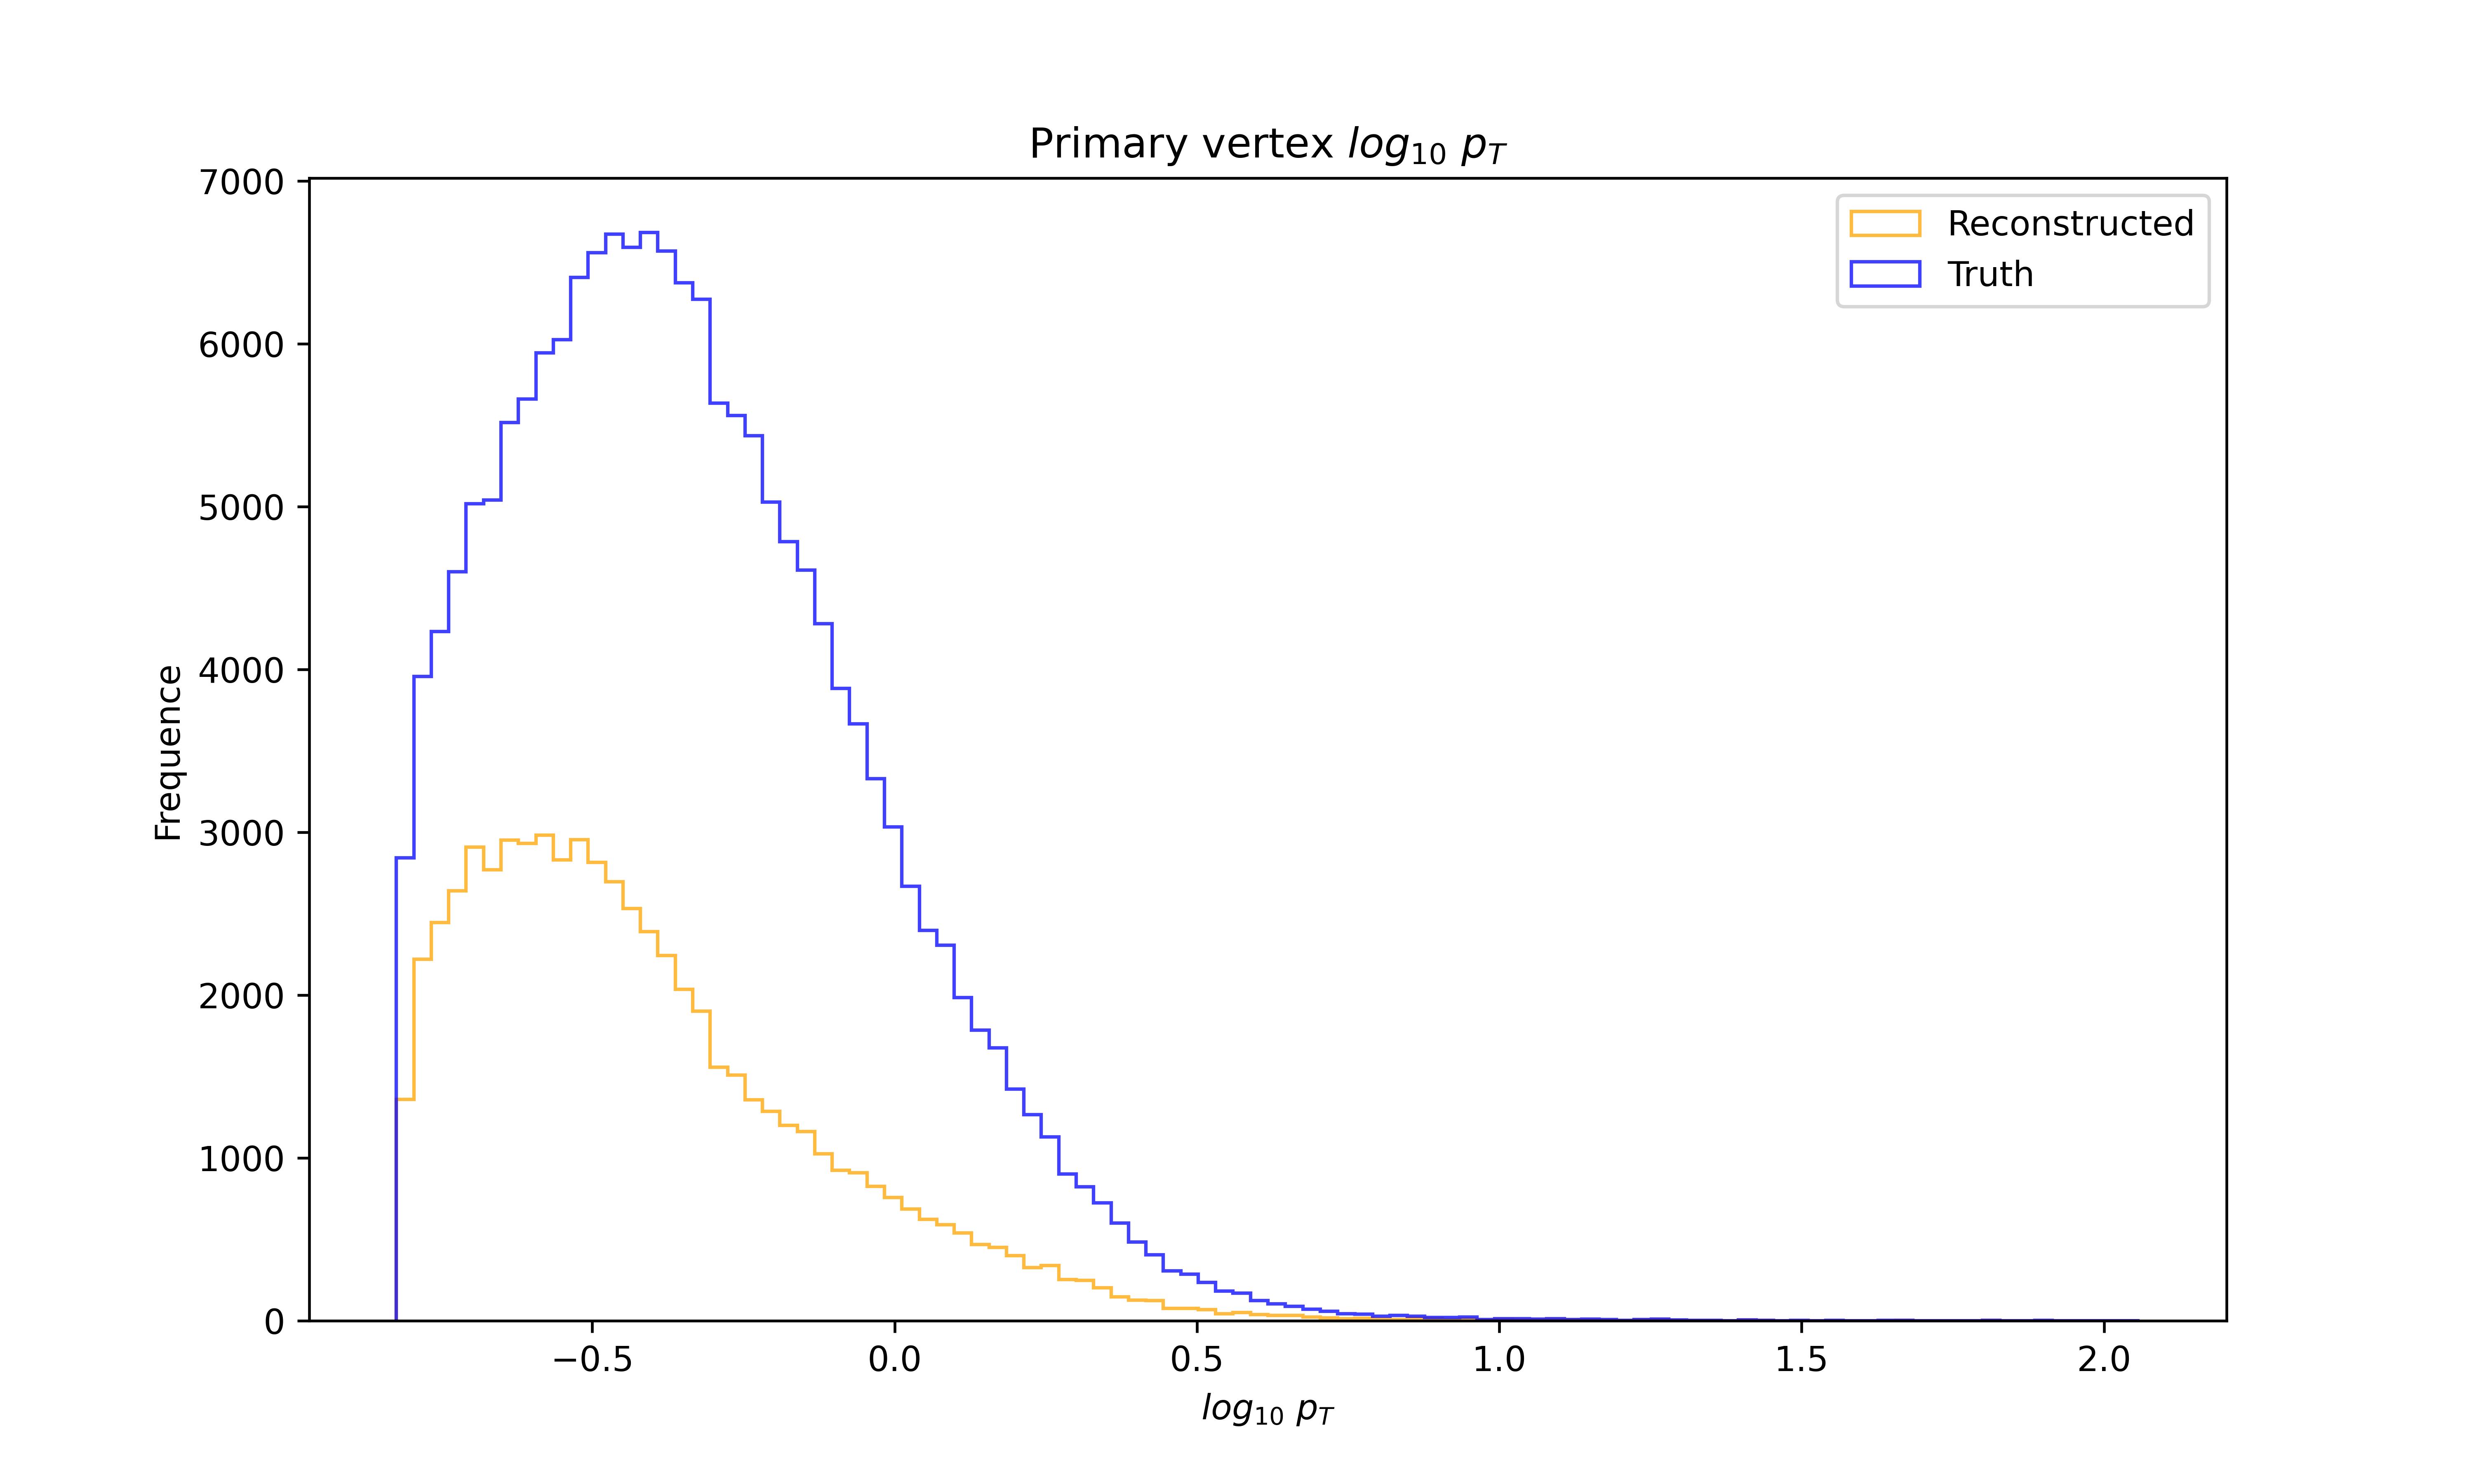 Primary vertex log₁₀ p_T
7000
6000
5000
4000
3000
2000
1000
0
Frequence
Reconstructed
Truth
−0.5
0.0
0.5
1.0
1.5
2.0
log₁₀ p_T